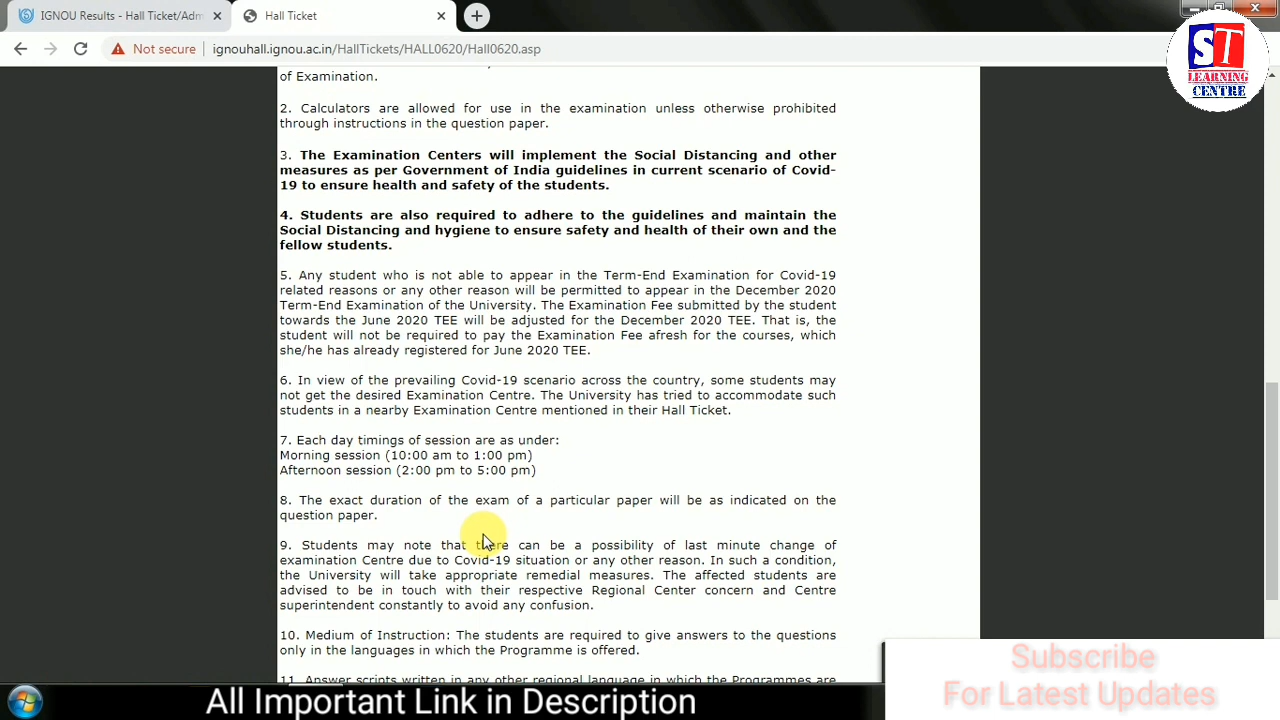 IGNOU Results - Hall Ticket/Adm
Hall Ticket
Not secure
ignouhall.ignou.ac.in/HallTickets/HALL0620/Hall0620.asp
ST
LEARNING
CENTRE
of Examination.
2. Calculators are allowed for use in the examination unless otherwise prohibited
through instructions in the question paper.
3. The Examination Centers will implement the Social Distancing and other
measures as per Government of India guidelines in current scenario of Covid-
19 to ensure health and safety of the students.
4. Students are also required to adhere to the guidelines and maintain the
Social Distancing and hygiene to ensure safety and health of their own and the
fellow students.
5. Any student who is not able to appear in the Term-End Examination for Covid-19
related reasons or any other reason will be permitted to appear in the December 2020
Term-End Examination of the University. The Examination Fee submitted by the student
towards the June 2020 TEE will be adjusted for the December 2020 TEE. That is, the
student will not be required to pay the Examination Fee afresh for the courses, which
she/he has already registered for June 2020 TEE.
6. In view of the prevailing Covid-19 scenario across the country, some students may
not get the desired Examination Centre. The University has tried to accommodate such
students in a nearby Examination Centre mentioned in their Hall Ticket.
7. Each day timings of session are as under:
Morning session (10:00 am to 1:00 pm)
Afternoon session (2:00 pm to 5:00 pm)
8. The exact duration of the exam of a particular paper will be as indicated on the
question paper.
9. Students may note that there can be a possibility of last minute change of
examination Centre due to Covid-19 situation or any other reason. In such a condition,
the University will take appropriate remedial measures. The affected students are
advised to be in touch with their respective Regional Center concern and Centre
superintendent constantly to avoid any confusion.
10. Medium of Instruction: The students are required to give answers to the questions
only in the languages in which the Programme is offered.
11. Answer scripts written in any other regional language in which the Programmes are
Subscribe
For Latest Updates
All Important Link in Description